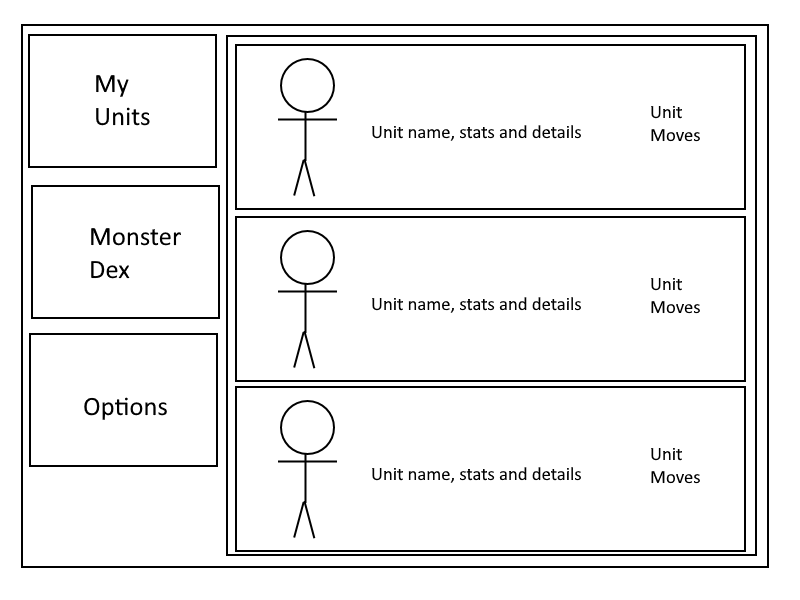 My
Units
Monster
Dex
Options
Unit name, stats and details
Unit
Moves
Unit name, stats and details
Unit
Moves
Unit name, stats and details
Unit
Moves